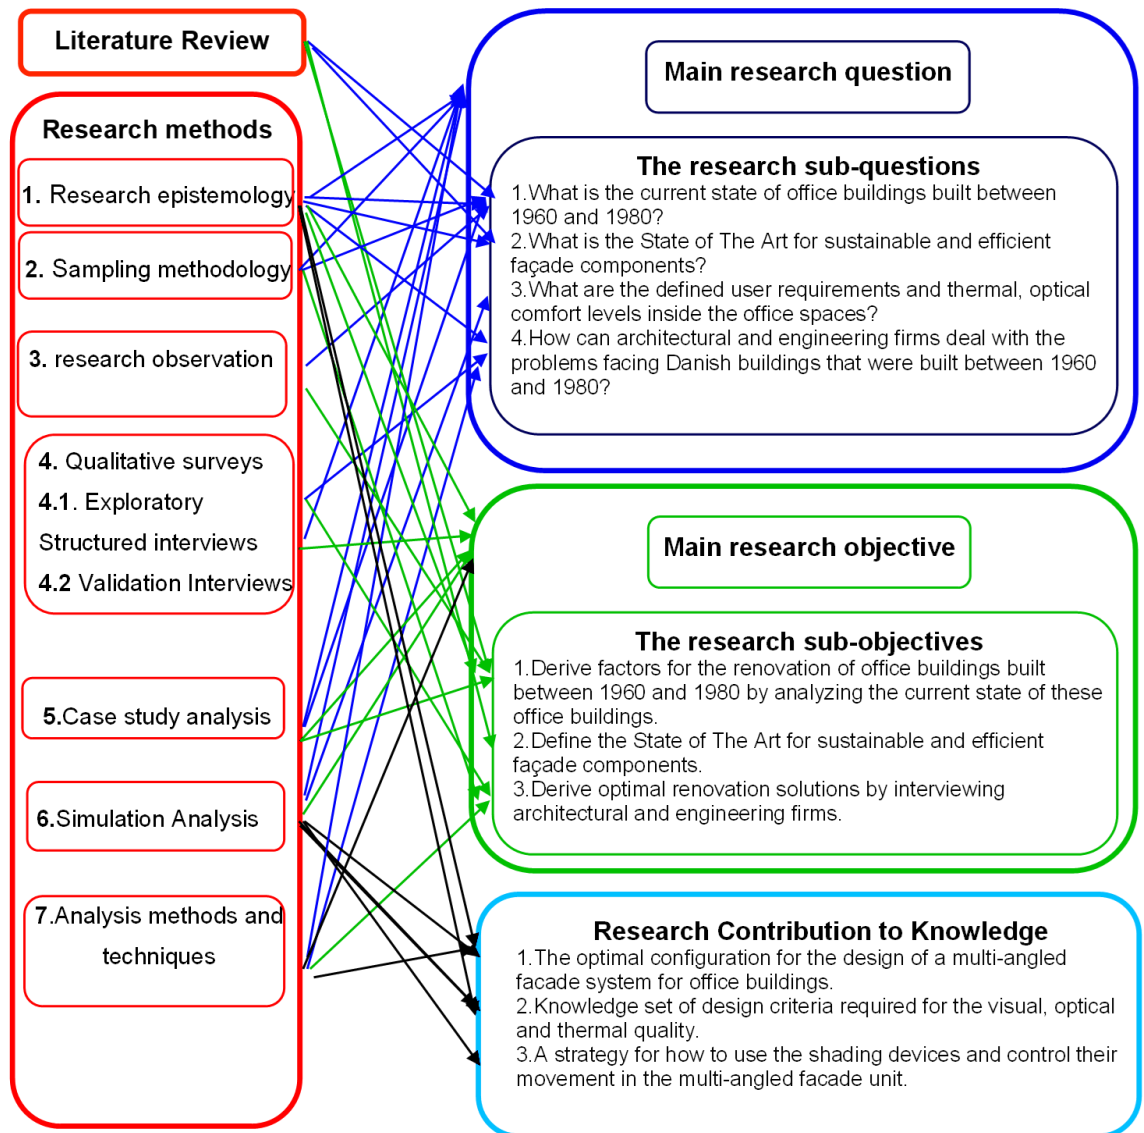 Literature Review
Research methods
1. Research epistemology
2. Sampling methodology
3. research observation
4. Qualitative surveys
4.1. Exploratory
Structured interviews
4.2 Validation Interviews
5.Case study analysis
6.Simulation Analysis
7.Analysis methods and
techniques
Main research question
The research sub-questions
1.What is the current state of office buildings built between
1960 and 1980?
2.What is the State of The Art for sustainable and efficient
façade components?
3.What are the defined user requirements and thermal, optical
comfort levels inside the office spaces?
4.How can architectural and engineering firms deal with the
problems facing Danish buildings that were built between 1960
and 1980?
Main research objective
The research sub-objectives
1.Derive factors for the renovation of office buildings built
between 1960 and 1980 by analyzing the current state of these
office buildings.
2.Define the State of The Art for sustainable and efficient
façade components.
3.Derive optimal renovation solutions by interviewing
architectural and engineering firms.
Research Contribution to Knowledge
1.The optimal configuration for the design of a multi-angled
facade system for office buildings.
2.Knowledge set of design criteria required for the visual, optical
and thermal quality.
3.A strategy for how to use the shading devices and control their
movement in the multi-angled facade unit.